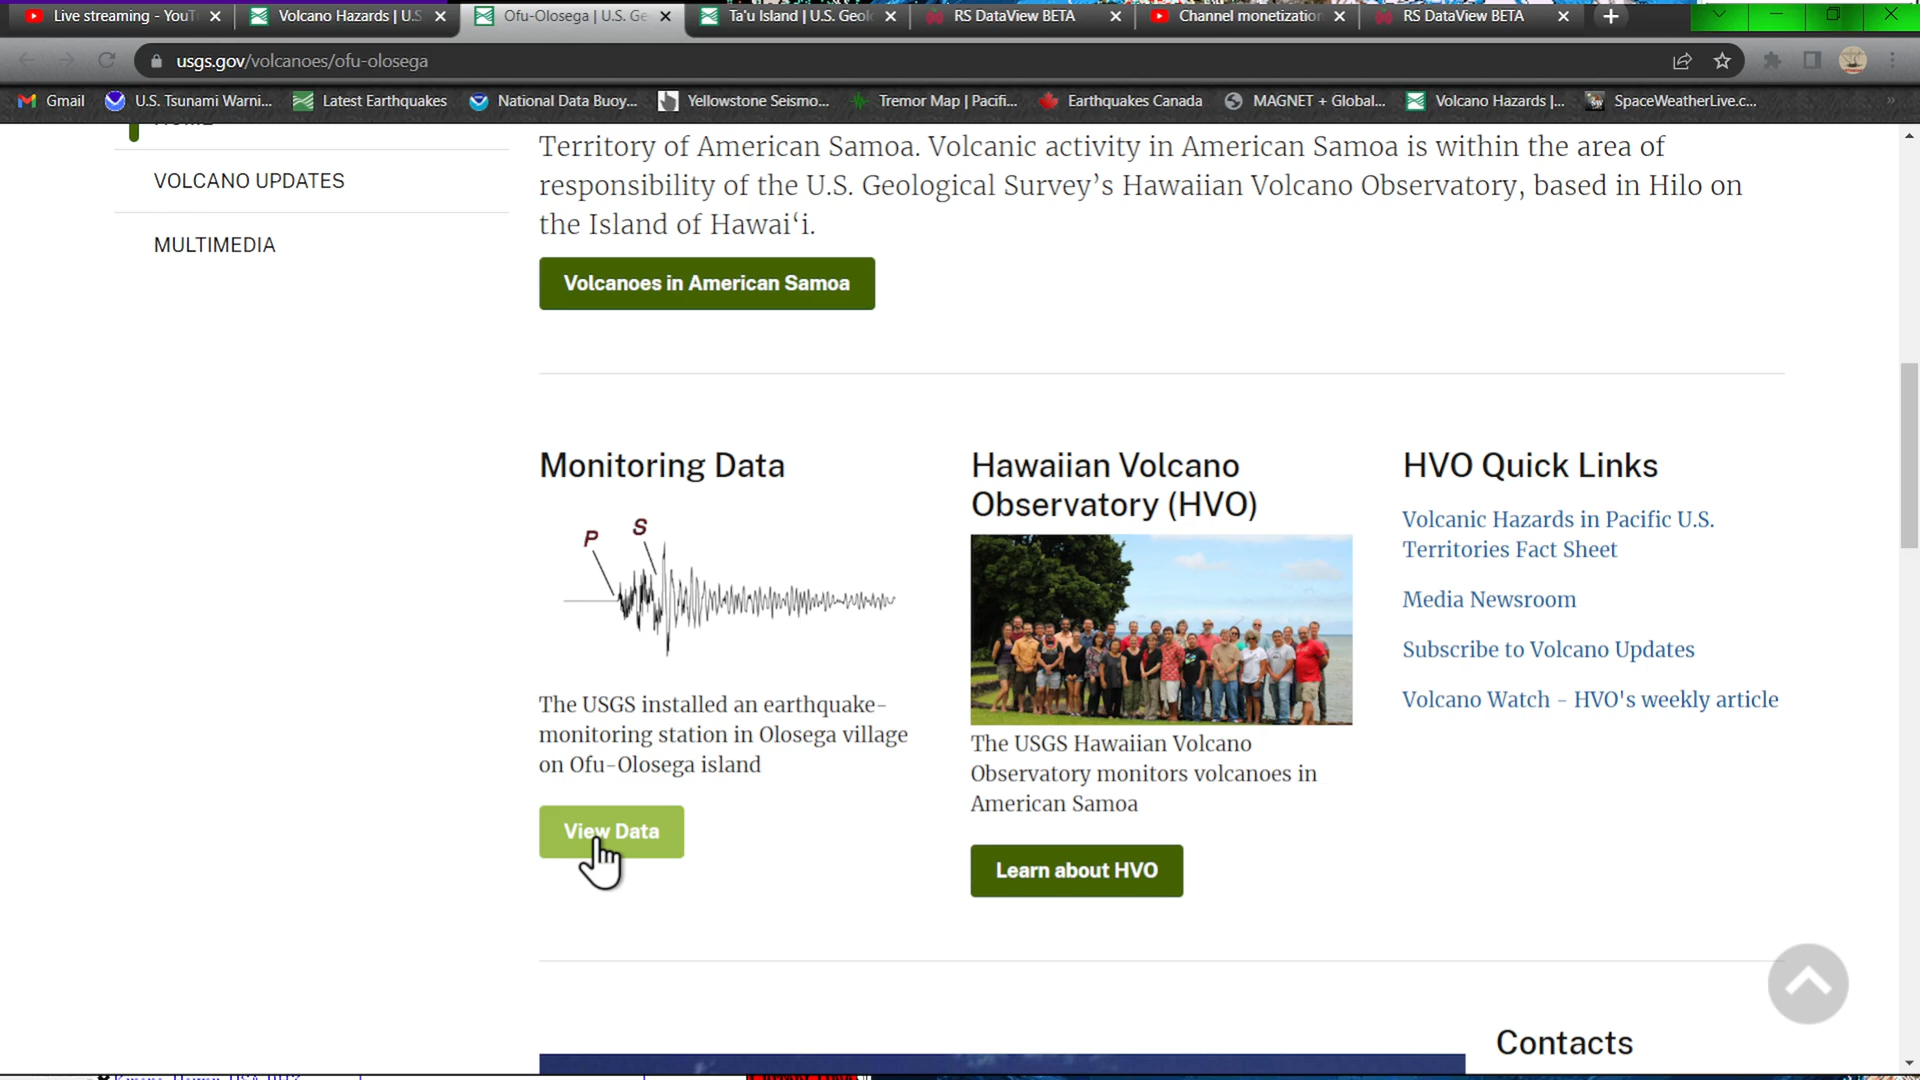 Live streaming - YouT
Volcano Hazards | U.S
Ofu-Olosega | U.S. Ge
Ta'u Island | U.S. Geol
RS DataView BETA
Channel monetization
RS DataView BETA
usgs.gov/volcanoes/ofu-olosega
Gmail
U.S. Tsunami Warni...
Latest Earthquakes
National Data Buoy...
Yellowstone Seismo...
Tremor Map | Pacifi...
Earthquakes Canada
MAGNET + Global...
Volcano Hazards |...
SpaceWeatherLive.c...
HOME
VOLCANO UPDATES
MULTIMEDIA
Territory of American Samoa. Volcanic activity in American Samoa is within the area of
responsibility of the U.S. Geological Survey’s Hawaiian Volcano Observatory, based in Hilo on
the Island of Hawai‘i.
Volcanoes in American Samoa
Monitoring Data
P
S
The USGS installed an earthquake-
monitoring station in Olosega village
on Ofu-Olosega island
View Data
Hawaiian Volcano
Observatory (HVO)
The USGS Hawaiian Volcano
Observatory monitors volcanoes in
American Samoa
Learn about HVO
HVO Quick Links
Volcanic Hazards in Pacific U.S.
Territories Fact Sheet
Media Newsroom
Subscribe to Volcano Updates
Volcano Watch - HVO's weekly article
Contacts